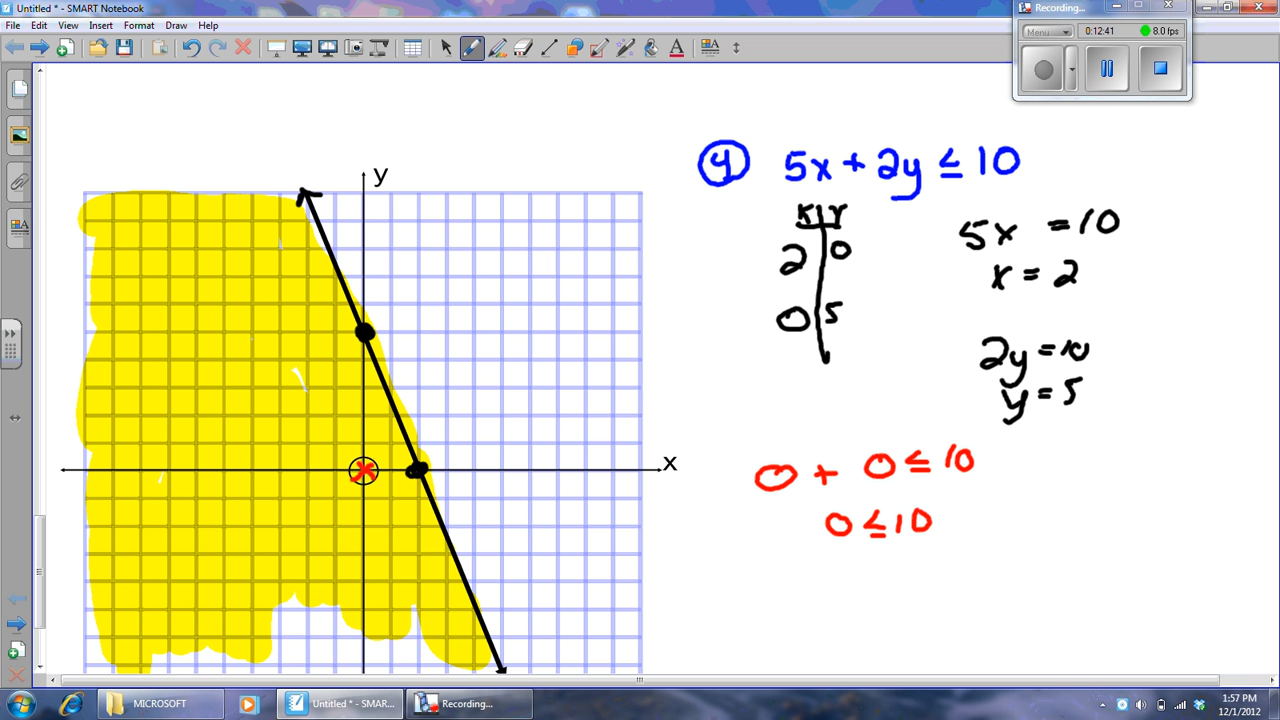 Untitled * - SMART Notebook
File Edit View Insert Format Draw Help
Recording...
Menu 0:12:41 8.0 fps
y
x
4 5x + 2y ≤ 10
x y
2 0
0 5
5x = 10
x = 2
2y = 10
y = 5
0 + 0 ≤ 10
0 ≤ 10
MICROSOFT
Untitled * - SMAR...
Recording...
1:57 PM
12/1/2012